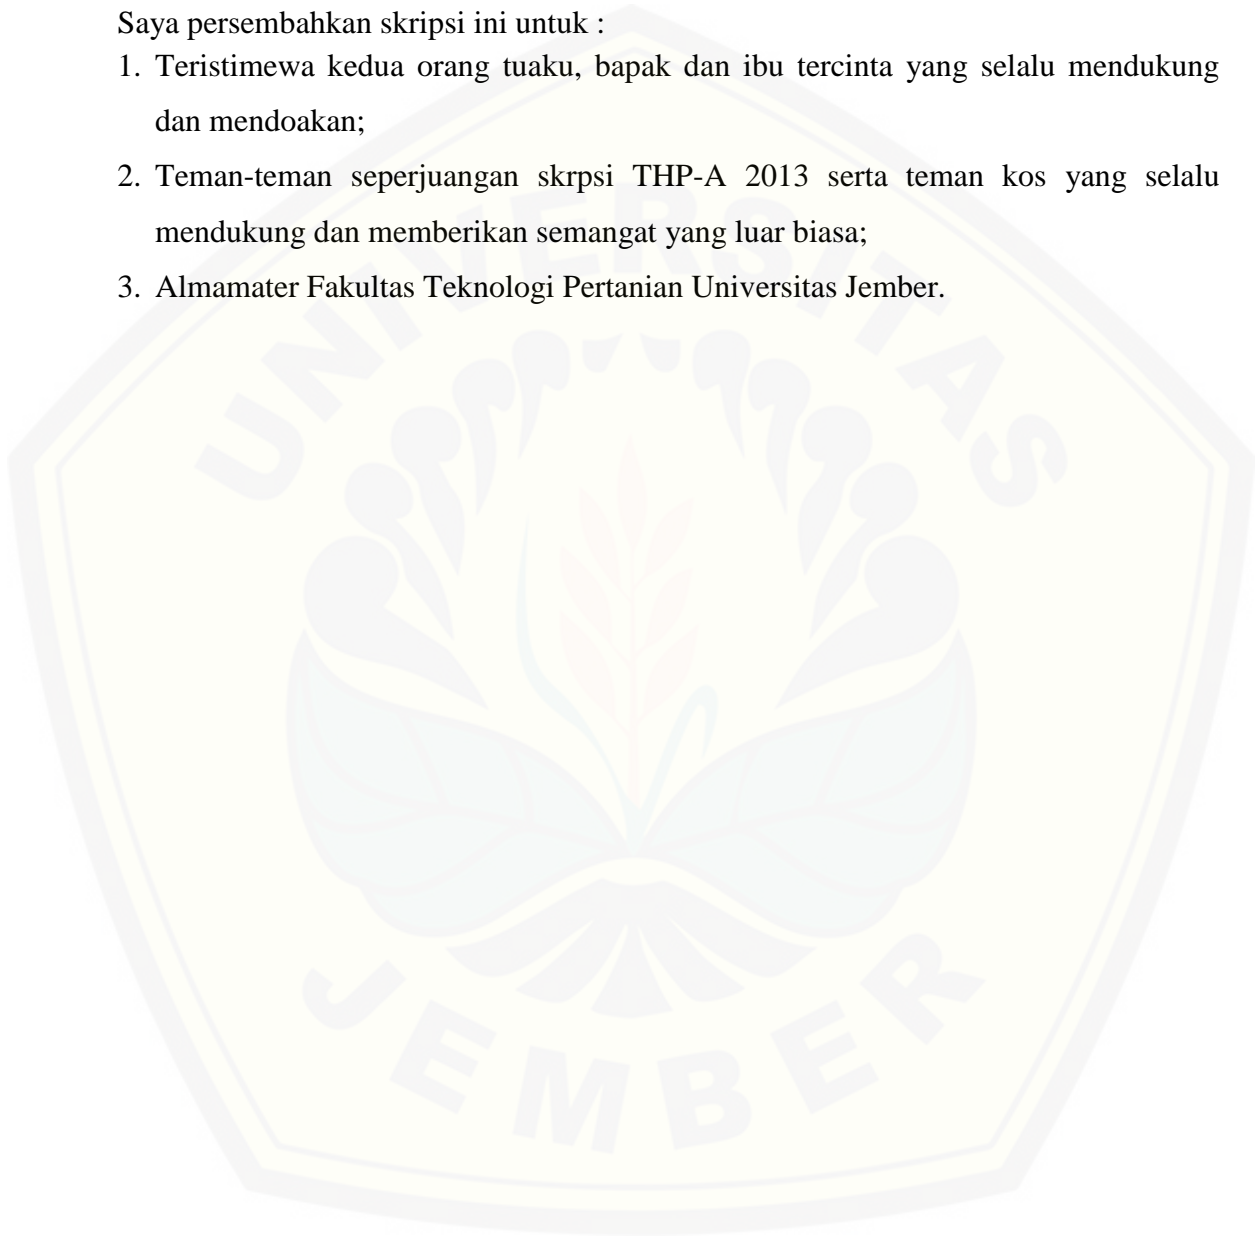 Saya persembahkan skripsi ini untuk :
1. Teristimewa kedua orang tuaku, bapak dan ibu tercinta yang selalu mendukung
dan mendoakan;
2. Teman-teman seperjuangan skrpsi THP-A 2013 serta teman kos yang selalu
mendukung dan memberikan semangat yang luar biasa;
3. Almamater Fakultas Teknologi Pertanian Universitas Jember.
UNIVERSITAS
JEMBER